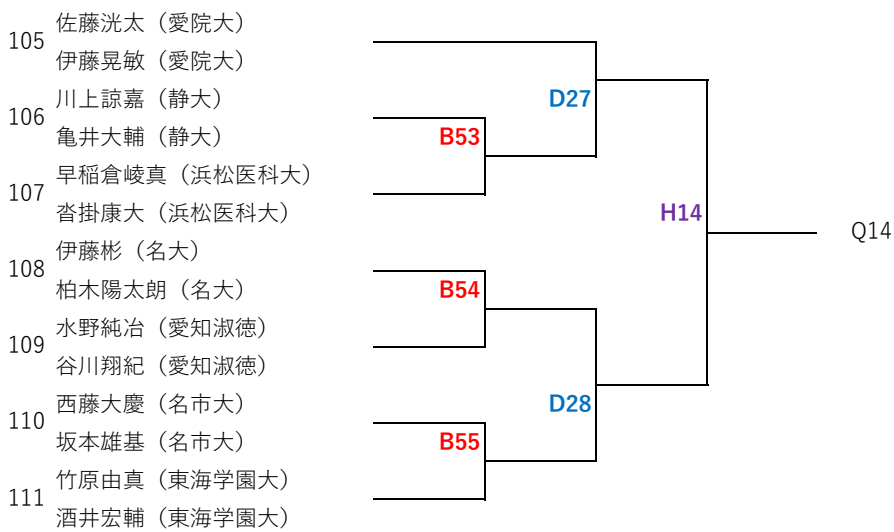 佐藤洸太（愛院大）
105
伊藤晃敏（愛院大）
川上諒嘉（静大）
D27
106
亀井大輔（静大）
B53
早稲倉崚真（浜松医科大）
107
沓掛康大（浜松医科大）
H14
Q14
伊藤彬（名大）
108
柏木陽太朗（名大）
B54
水野純冶（愛知淑徳）
109
谷川翔紀（愛知淑徳）
西藤大慶（名市大）
D28
110
坂本雄基（名市大）
B55
竹原由真（東海学園大）
111
酒井宏輔（東海学園大）